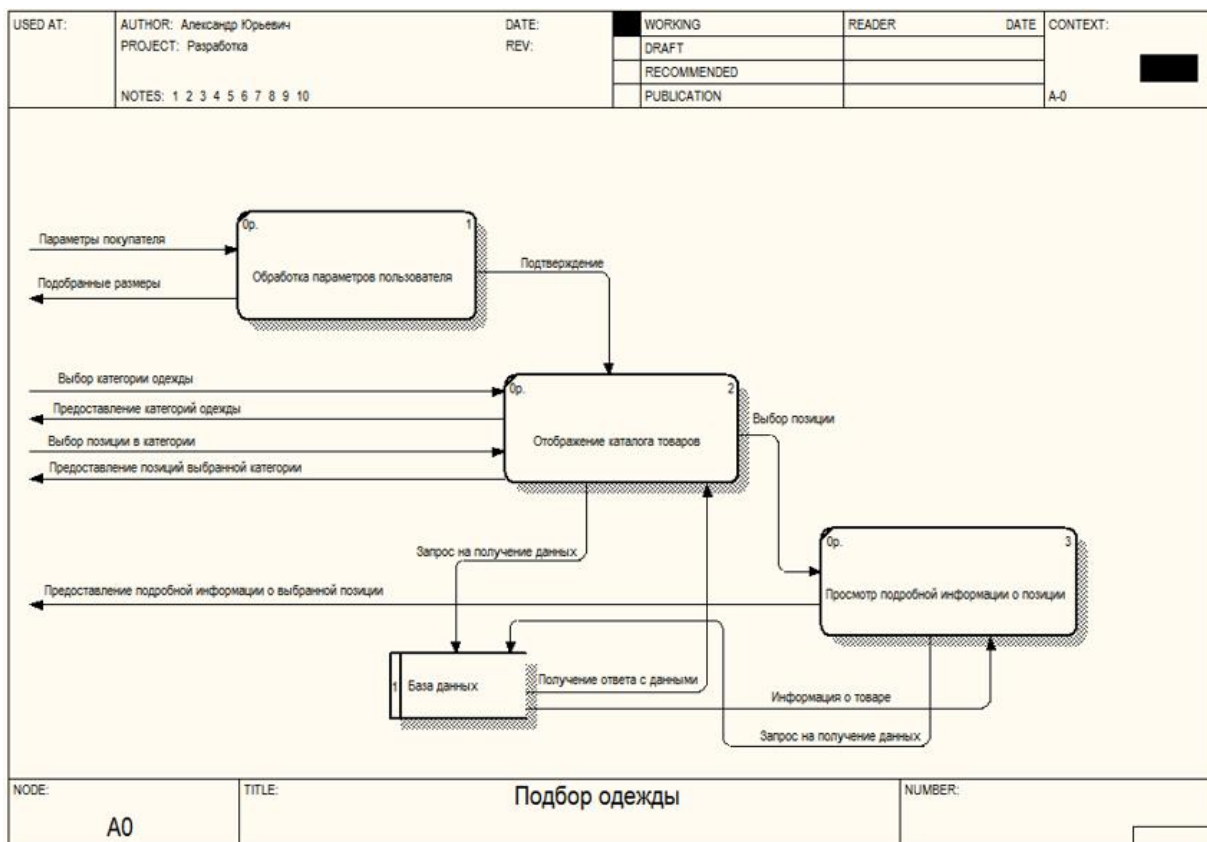 USED AT:
AUTHOR: Александр Юрьевич
DATE:
WORKING
READER
DATE
CONTEXT:
PROJECT: Разработка
REV:
DRAFT
RECOMMENDED
NOTES: 1 2 3 4 5 6 7 8 9 10
PUBLICATION
A-0
0р.
1
Параметры покупателя
Обработка параметров пользователя
Подтверждение
Подобранные размеры
Выбор категории одежды
0р.
2
Предоставление категорий одежды
Выбор позиции
Выбор позиции в категории
Отображение каталога товаров
Предоставление позиций выбранной категории
0р.
3
Запрос на получение данных
Предоставление подробной информации о выбранной позиции
Просмотр подробной информации о позиции
1
База данных
Получение ответа с данными
Информация о товаре
Запрос на получение данных
NODE:
TITLE:
Подбор одежды
NUMBER:
A0